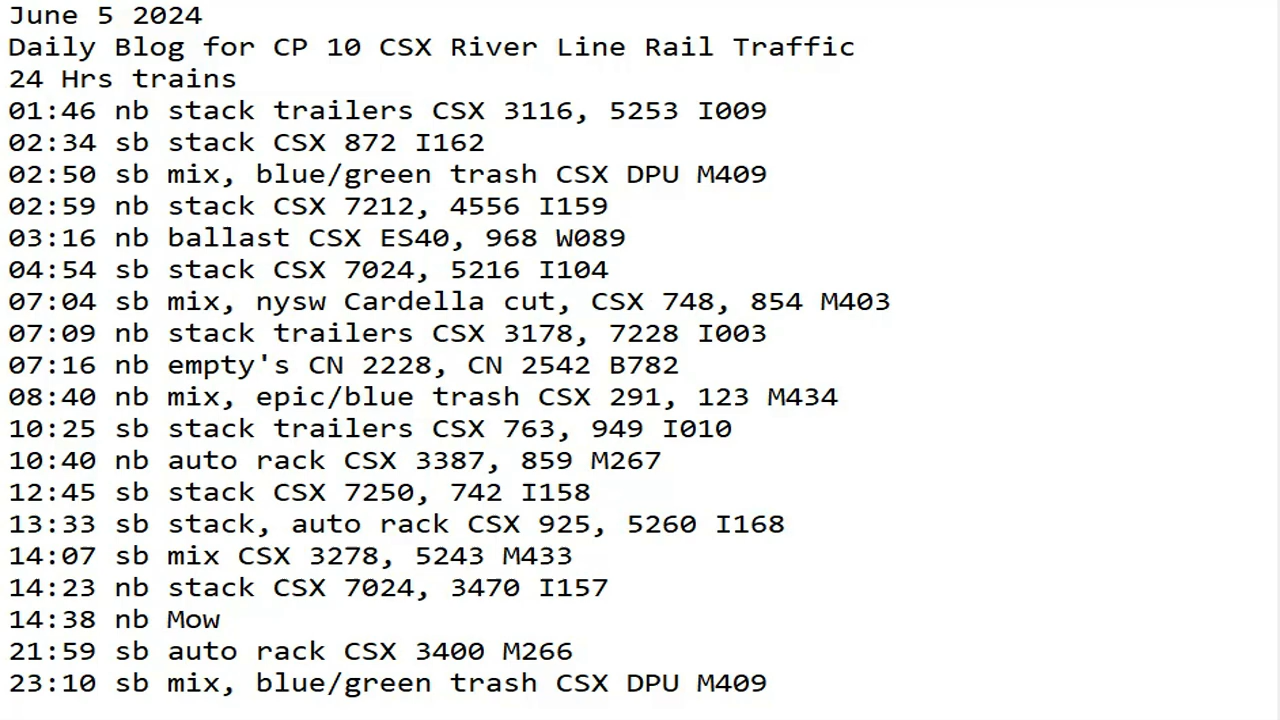 June 5 2024
Daily Blog for CP 10 CSX River Line Rail Traffic
24 Hrs trains
01:46 nb stack trailers CSX 3116, 5253 I009
02:34 sb stack CSX 872 I162
02:50 sb mix, blue/green trash CSX DPU M409
02:59 nb stack CSX 7212, 4556 I159
03:16 nb ballast CSX ES40, 968 W089
04:54 sb stack CSX 7024, 5216 I104
07:04 sb mix, nysw Cardella cut, CSX 748, 854 M403
07:09 nb stack trailers CSX 3178, 7228 I003
07:16 nb empty's CN 2228, CN 2542 B782
08:40 nb mix, epic/blue trash CSX 291, 123 M434
10:25 sb stack trailers CSX 763, 949 I010
10:40 nb auto rack CSX 3387, 859 M267
12:45 sb stack CSX 7250, 742 I158
13:33 sb stack, auto rack CSX 925, 5260 I168
14:07 sb mix CSX 3278, 5243 M433
14:23 nb stack CSX 7024, 3470 I157
14:38 nb Mow
21:59 sb auto rack CSX 3400 M266
23:10 sb mix, blue/green trash CSX DPU M409